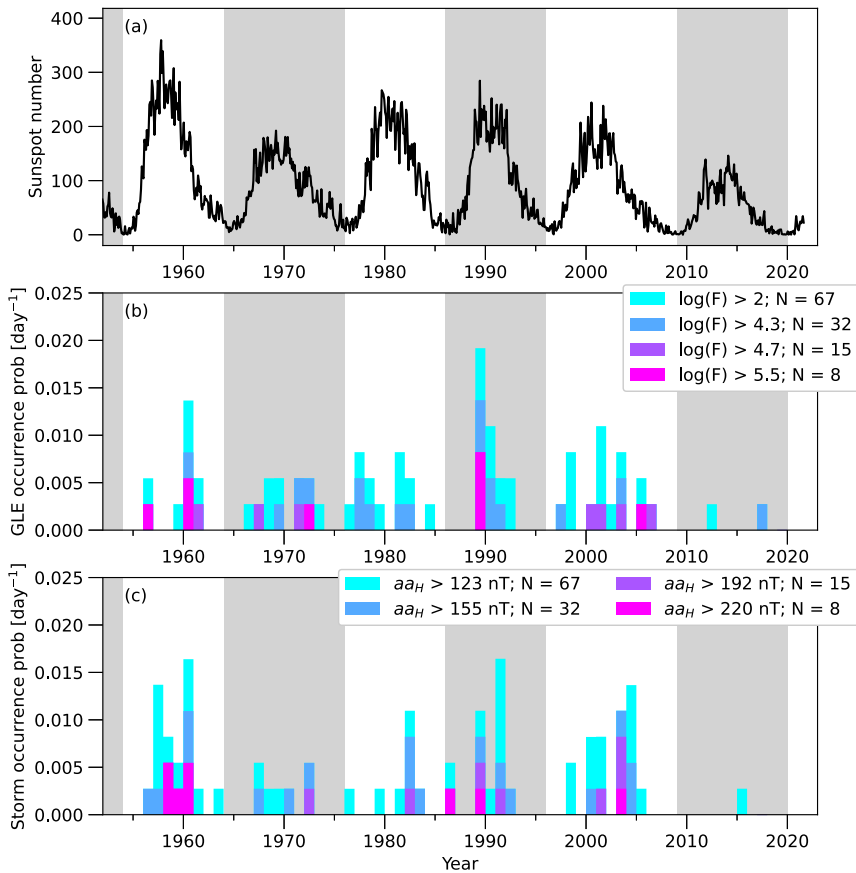 (a)
400
300
200
100
0
Sunspot number
1960 1970 1980 1990 2000 2010 2020
(b)
0.025
0.020
0.015
0.010
0.005
0.000
GLE occurrence prob [day⁻¹]
log(F) > 2; N = 67
log(F) > 4.3; N = 32
log(F) > 4.7; N = 15
log(F) > 5.5; N = 8
1960 1970 1980 1990 2000 2010 2020
(c)
0.025
0.020
0.015
0.010
0.005
0.000
Storm occurrence prob [day⁻¹]
aa_H > 123 nT; N = 67
aa_H > 155 nT; N = 32
aa_H > 192 nT; N = 15
aa_H > 220 nT; N = 8
1960 1970 1980 1990 2000 2010 2020
Year